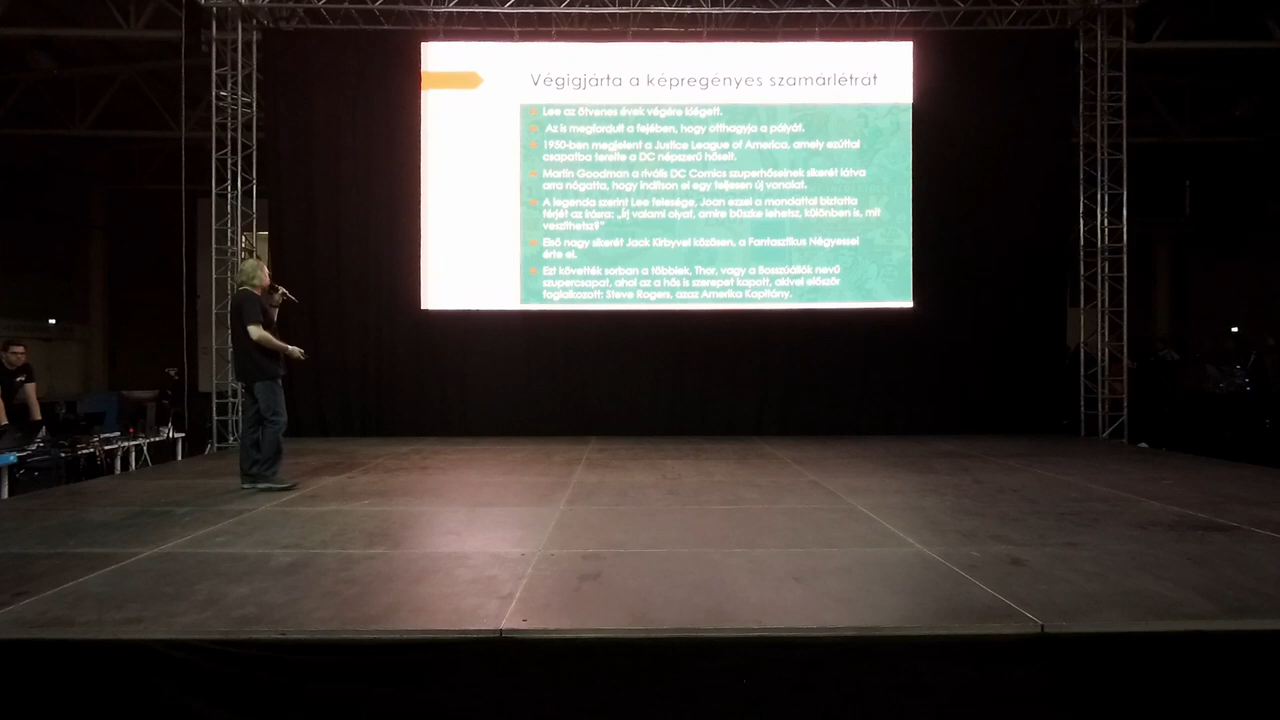 Végigjárta a képregényes szamárlétrát
Lee az ötvenes évek végére kiégett.
Az is megfordult a fejében, hogy otthagyja a pályát.
1950-ben megjelent a Justice League of America, amely ezúttal
csapatba terelte a DC népszerű hőseit.
Martin Goodman a rivális DC Comics szuperhőseinek sikerét látva
arra nógatta, hogy indítson el egy teljesen új vonalat.
A legenda szerint Lee felesége, Joan ezzel a mondattal biztatta
férjét az írásra: „Írj valami olyat, amire büszke lehetsz, különben is, mit
veszíthetsz?"
Első nagy sikerét Jack Kirbyvel közösen, a Fantasztikus Négyessel
érte el.
Ezt követték sorban a többiek, Thor, vagy a Bosszúállók nevű
szupercsapat, ahol az a hős is szerepet kapott, akivel először
foglalkozott: Steve Rogers, azaz Amerika Kapitány.